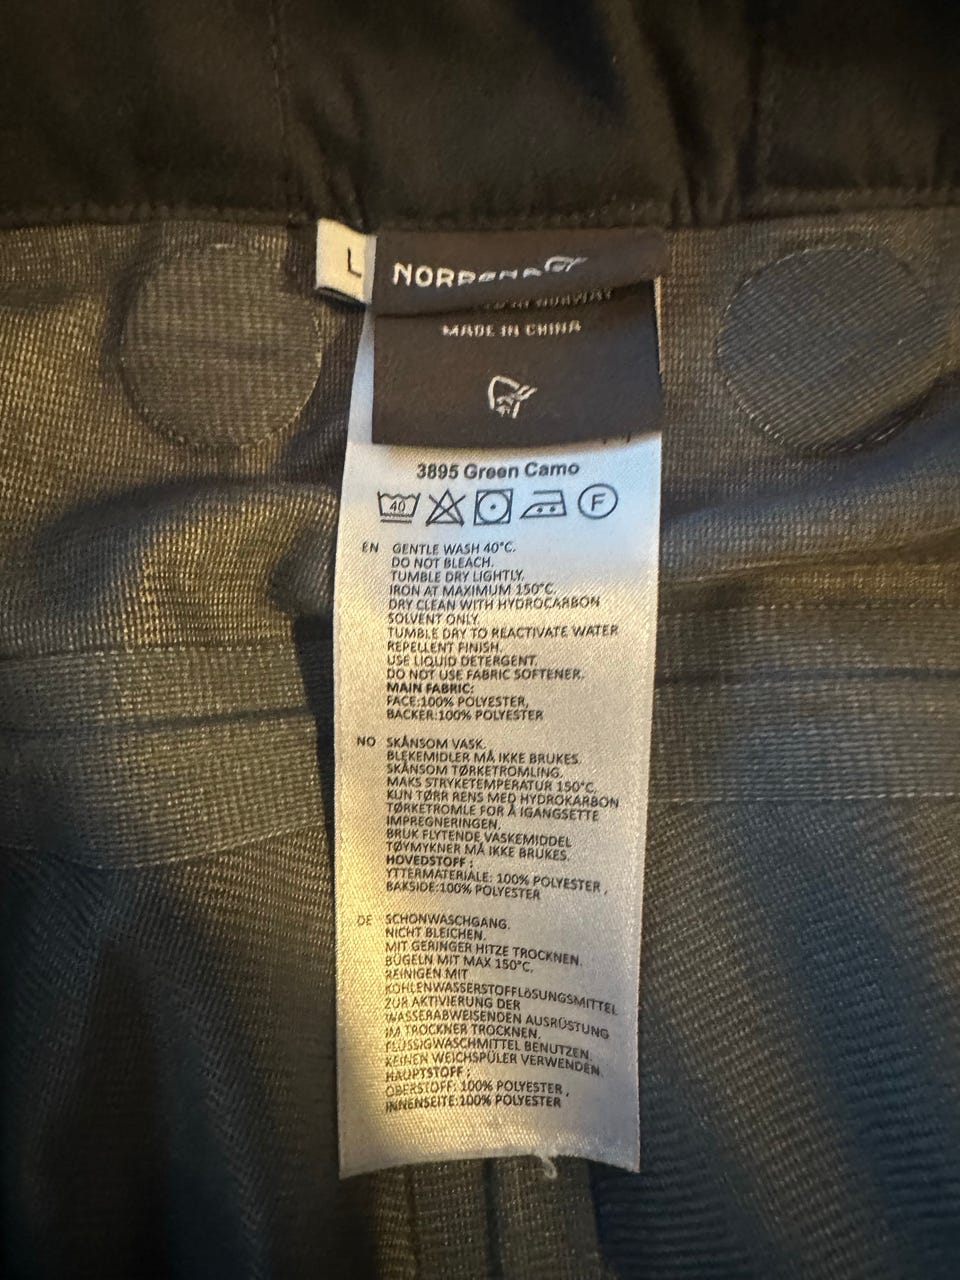 L
NORRØNA
OF NORWAY
MADE IN CHINA
3895 Green Camo
40
F
EN GENTLE WASH 40°C.
DO NOT BLEACH.
TUMBLE DRY LIGHTLY.
IRON AT MAXIMUM 150°C.
DRY CLEAN WITH HYDROCARBON
SOLVENT ONLY.
TUMBLE DRY TO REACTIVATE WATER
REPELLENT FINISH.
USE LIQUID DETERGENT.
DO NOT USE FABRIC SOFTENER.
MAIN FABRIC:
FACE:100% POLYESTER,
BACKER:100% POLYESTER
NO SKÅNSOM VASK.
BLEKEMIDLER MÅ IKKE BRUKES.
SKÅNSOM TØRKETROMLING.
MAKS STRYKETEMPERATUR 150°C.
KUN TØRR RENS MED HYDROKARBON
TØRKETROMLE FOR Å IGANGSETTE
IMPREGNERINGEN.
BRUK FLYTENDE VASKEMIDDEL
TØYMYKNER MÅ IKKE BRUKES.
HOVEDSTOFF :
YTTERMATERIALE: 100% POLYESTER ,
BAKSIDE:100% POLYESTER
DE SCHONWASCHGANG.
NICHT BLEICHEN.
MIT GERINGER HITZE TROCKNEN.
BÜGELN MIT MAX 150°C.
REINIGEN MIT
KOHLENWASSERSTOFFLöSUNGSMITTEL
ZUR AKTIVIERUNG DER
WASSERABWEISENDEN AUSRÜSTUNG
IM TROCKNER TROCKNEN.
FLÜSSIGWASCHMITTEL BENUTZEN.
KEINEN WEICHSPÜLER VERWENDEN.
HAUPTSTOFF :
OBERSTOFF: 100% POLYESTER ,
INNENSEITE:100% POLYESTER